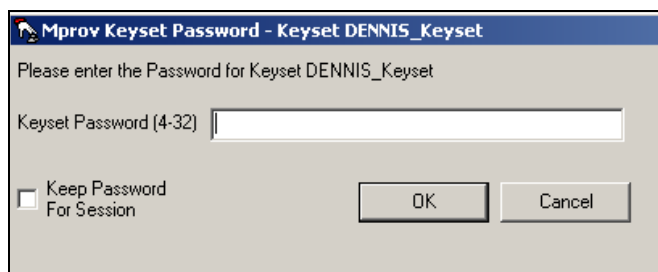 Mprov Keyset Password - Keyset DENNIS_Keyset
Please enter the Password for Keyset DENNIS_Keyset
Keyset Password (4-32)
Keep Password
For Session
OK
Cancel